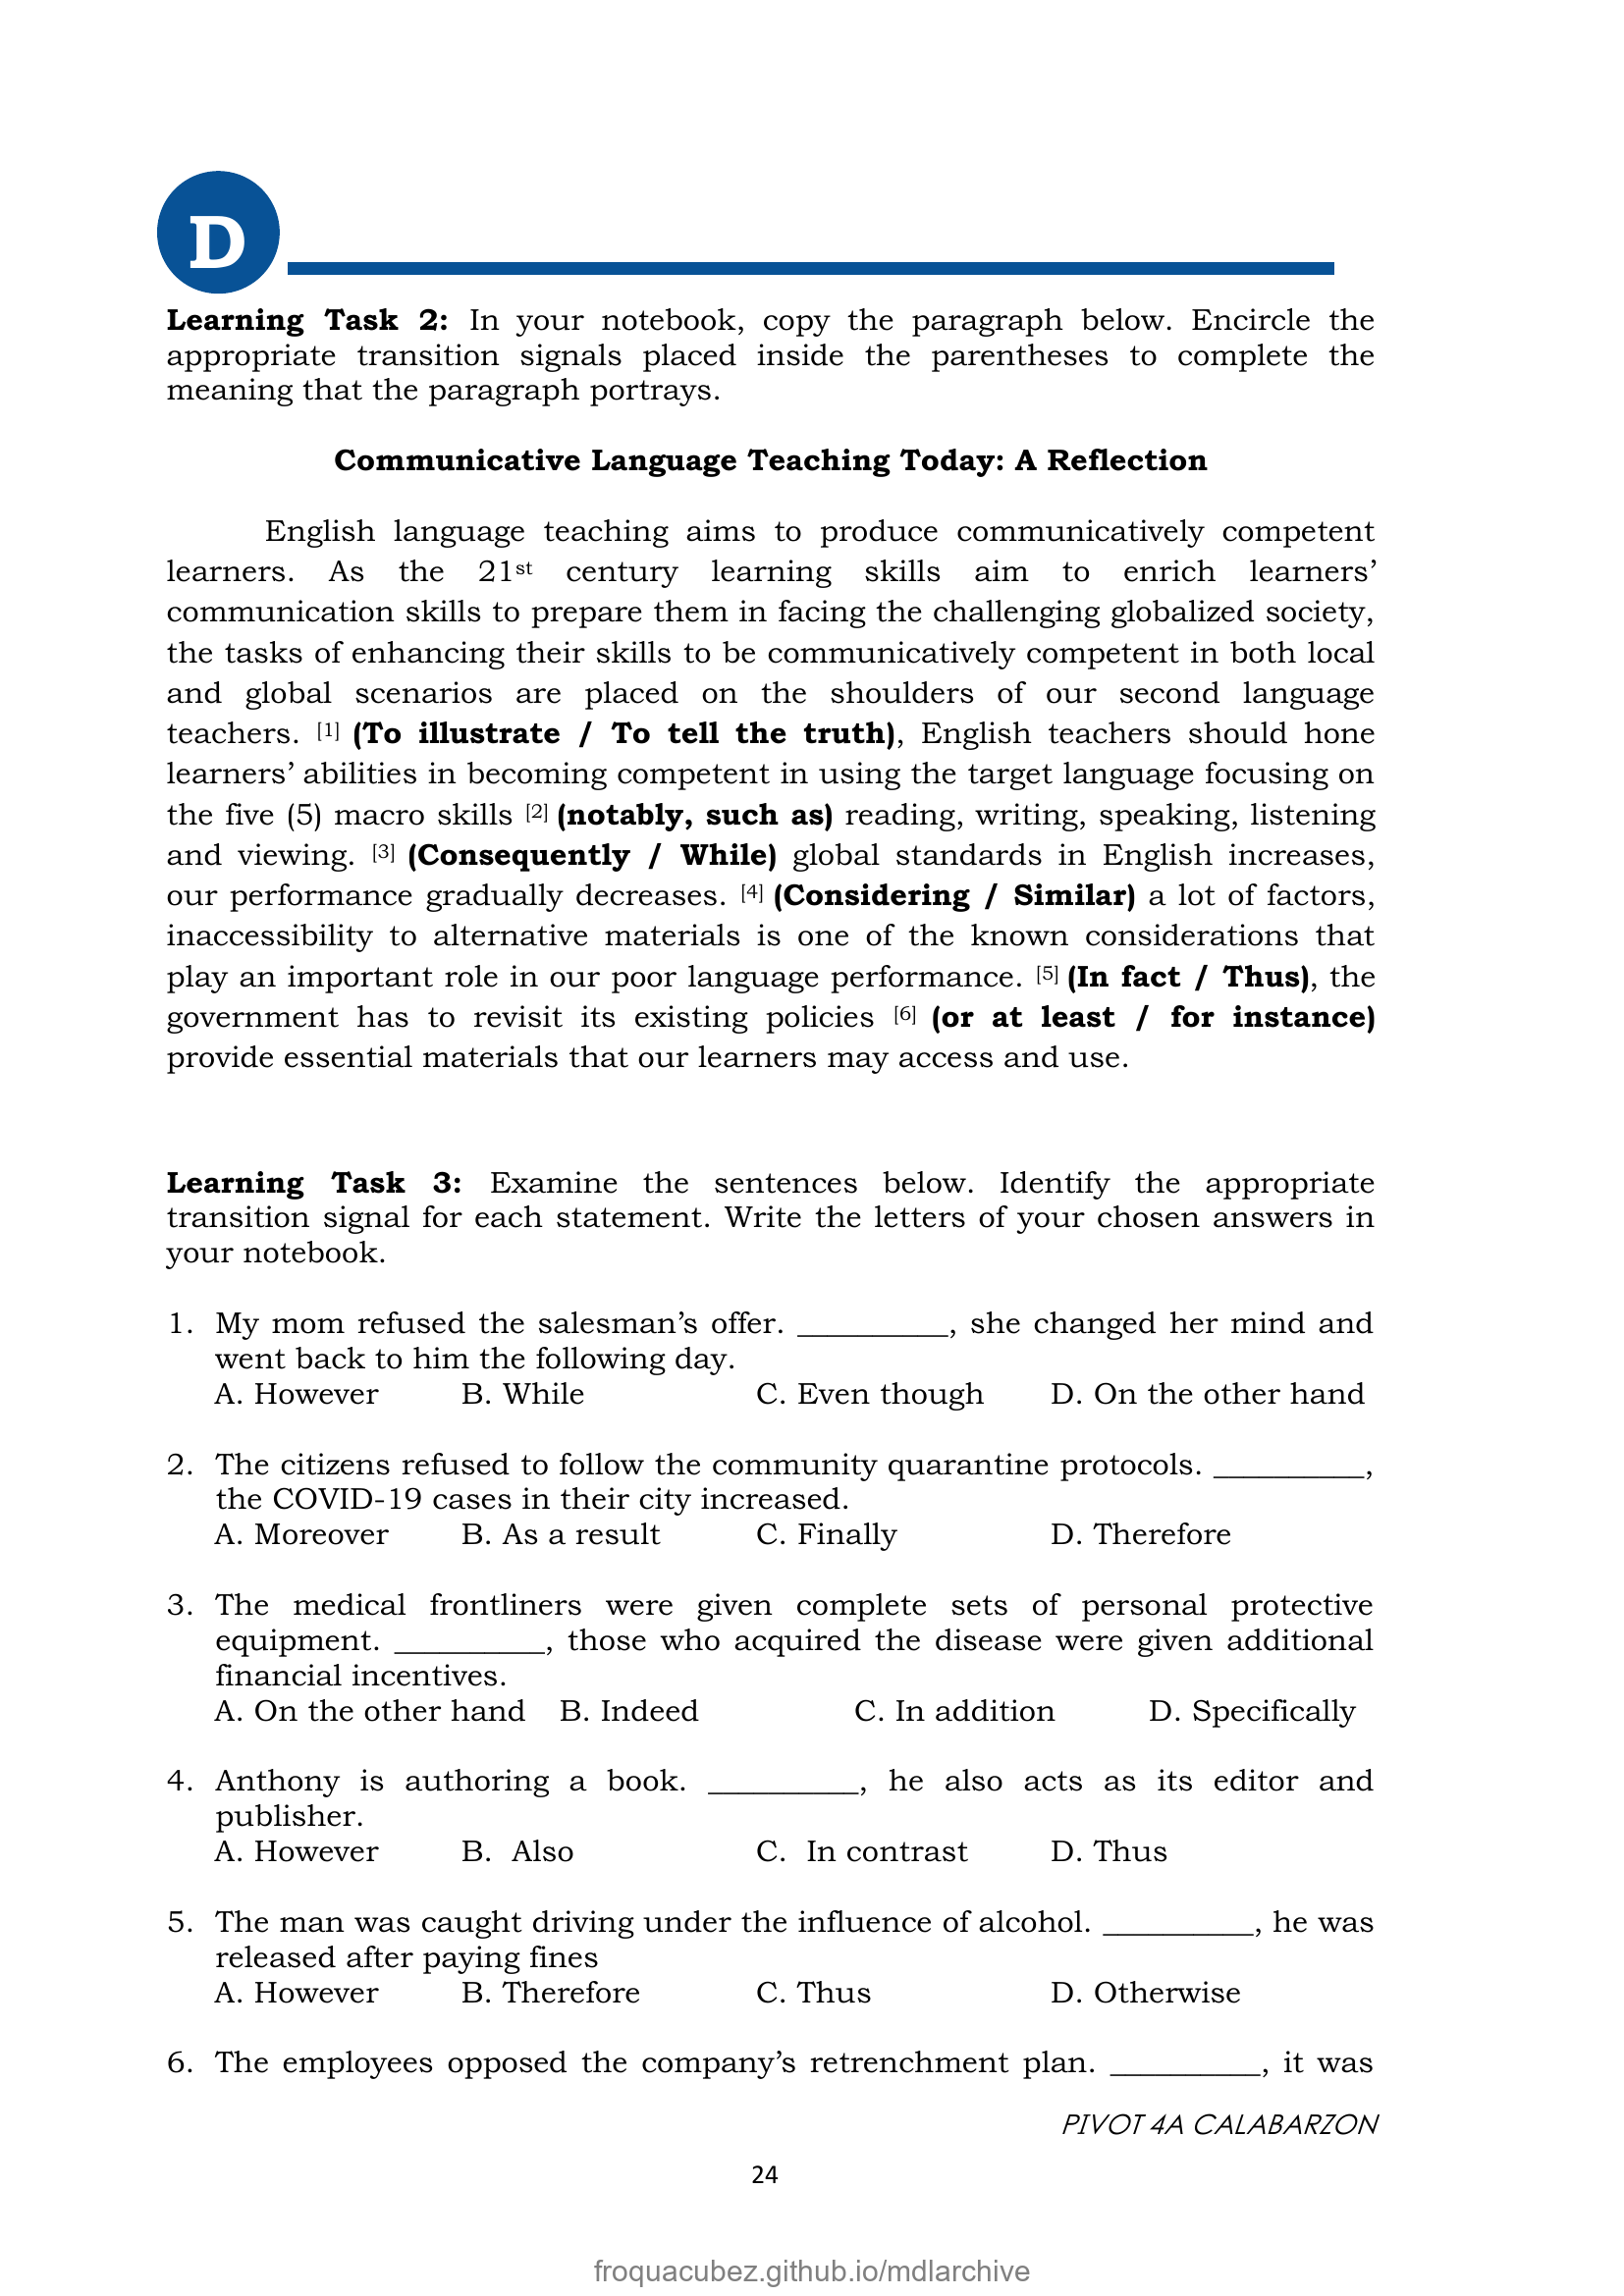 D
Learning Task 2: In your notebook, copy the paragraph below. Encircle the
appropriate transition signals placed inside the parentheses to complete the
meaning that the paragraph portrays.
Communicative Language Teaching Today: A Reflection
English language teaching aims to produce communicatively competent
learners. As the 21st century learning skills aim to enrich learners’
communication skills to prepare them in facing the challenging globalized society,
the tasks of enhancing their skills to be communicatively competent in both local
and global scenarios are placed on the shoulders of our second language
teachers. [1] (To illustrate / To tell the truth), English teachers should hone
learners’ abilities in becoming competent in using the target language focusing on
the five (5) macro skills [2] (notably, such as) reading, writing, speaking, listening
and viewing. [3] (Consequently / While) global standards in English increases,
our performance gradually decreases. [4] (Considering / Similar) a lot of factors,
inaccessibility to alternative materials is one of the known considerations that
play an important role in our poor language performance. [5] (In fact / Thus), the
government has to revisit its existing policies [6] (or at least / for instance)
provide essential materials that our learners may access and use.
Learning Task 3: Examine the sentences below. Identify the appropriate
transition signal for each statement. Write the letters of your chosen answers in
your notebook.
1. My mom refused the salesman’s offer. __________, she changed her mind and
went back to him the following day.
A. However B. While C. Even though D. On the other hand
2. The citizens refused to follow the community quarantine protocols. __________,
the COVID-19 cases in their city increased.
A. Moreover B. As a result C. Finally D. Therefore
3. The medical frontliners were given complete sets of personal protective
equipment. __________, those who acquired the disease were given additional
financial incentives.
A. On the other hand B. Indeed C. In addition D. Specifically
4. Anthony is authoring a book. __________, he also acts as its editor and
publisher.
A. However B. Also C. In contrast D. Thus
5. The man was caught driving under the influence of alcohol. __________, he was
released after paying fines
A. However B. Therefore C. Thus D. Otherwise
6. The employees opposed the company’s retrenchment plan. __________, it was
PIVOT 4A CALABARZON
24
froquacubez.github.io/mdlarchive